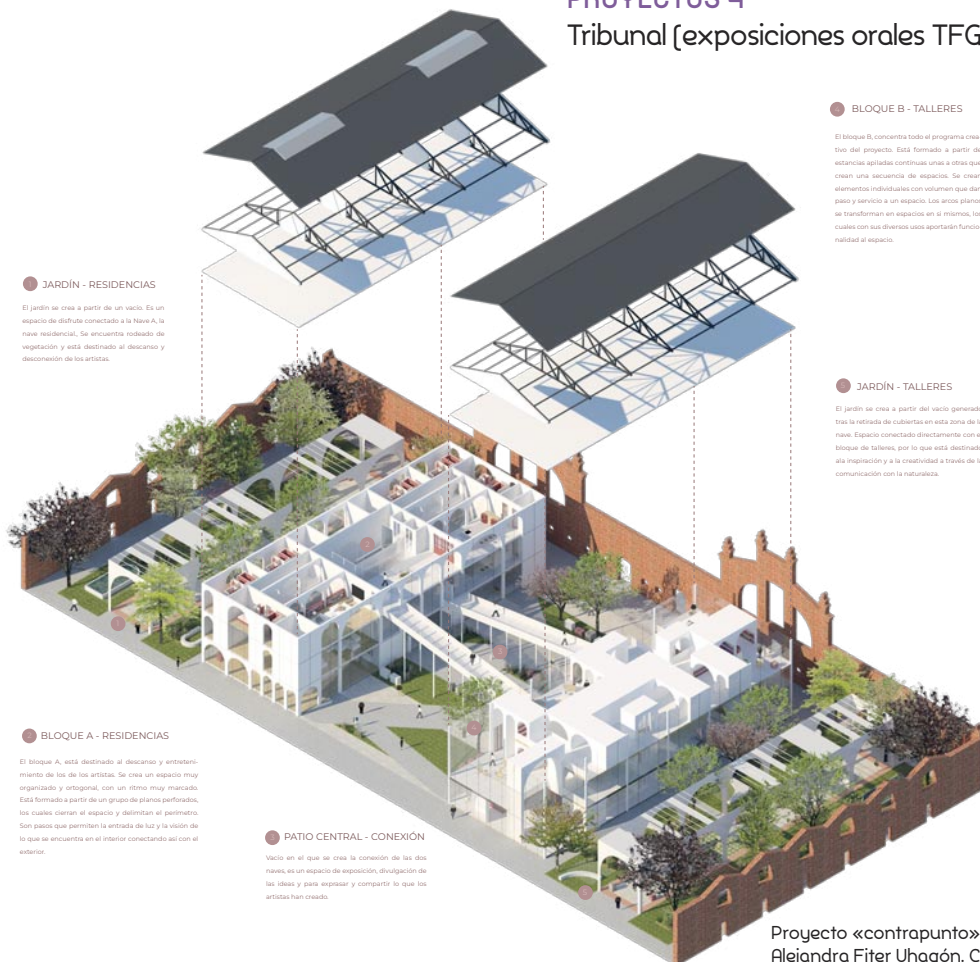 PROYECTOS 4
Tribunal (exposiciones orales TFG
BLOQUE B - TALLERES
El bloque B, concentra todo el programa crea-
tivo del proyecto. Está formado a partir de
estancias apiladas continuas unas a otras que
crean una secuencia de espacios. Se crean
elementos individuales con volumen que dan
paso y servicio a un espacio. Los arcos planos
se transforman en espacios en si mismos, los
cuales con sus diversos usos aportarán funcio-
nalidad al espacio.
1 JARDÍN - RESIDENCIAS
El jardín se crea a partir de un vacío. Es un
espacio de disfrute conectado a la Nave A, la
nave residencial,. Se encuentra rodeado de
vegetación y está destinado al descanso y
desconexión de los artistas.
JARDÍN - TALLERES
El jardín se crea a partir del vacío generado
tras la retirada de cubiertas en esta zona de la
nave. Espacio conectado directamente con el
bloque de talleres, por lo que está destinado
ala inspiración y a la creatividad a través de la
comunicación con la naturaleza.
2 BLOQUE A - RESIDENCIAS
El bloque A, está destinado al descanso y entreteni-
miento de los de los artistas. Se crea un espacio muy
organizado y ortogonal, con un ritmo muy marcado.
Está formado a partir de un grupo de planos perforados,
los cuales cierran el espacio y delimitan el perímetro.
Son pasos que permiten la entrada de luz y la visión de
lo que se encuentra en el interior conectando así con el
exterior.
3 PATIO CENTRAL - CONEXIÓN
Vacío en el que se crea la conexión de las dos
naves, es un espacio de exposición, divulgación de
las ideas y para expresar y compartir lo que los
artistas han creado.
Proyecto «contrapunto»
Alejandra Fiter Uhagón. C